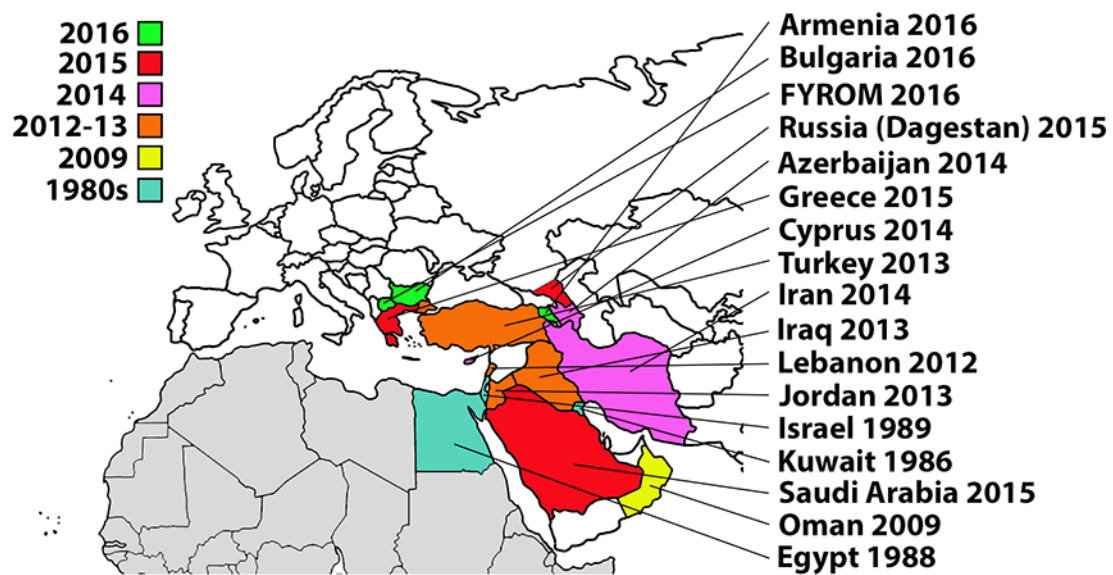 2016
2015
2014
2012-13
2009
1980s
Armenia 2016
Bulgaria 2016
FYROM 2016
Russia (Dagestan) 2015
Azerbaijan 2014
Greece 2015
Cyprus 2014
Turkey 2013
Iran 2014
Iraq 2013
Lebanon 2012
Jordan 2013
Israel 1989
Kuwait 1986
Saudi Arabia 2015
Oman 2009
Egypt 1988